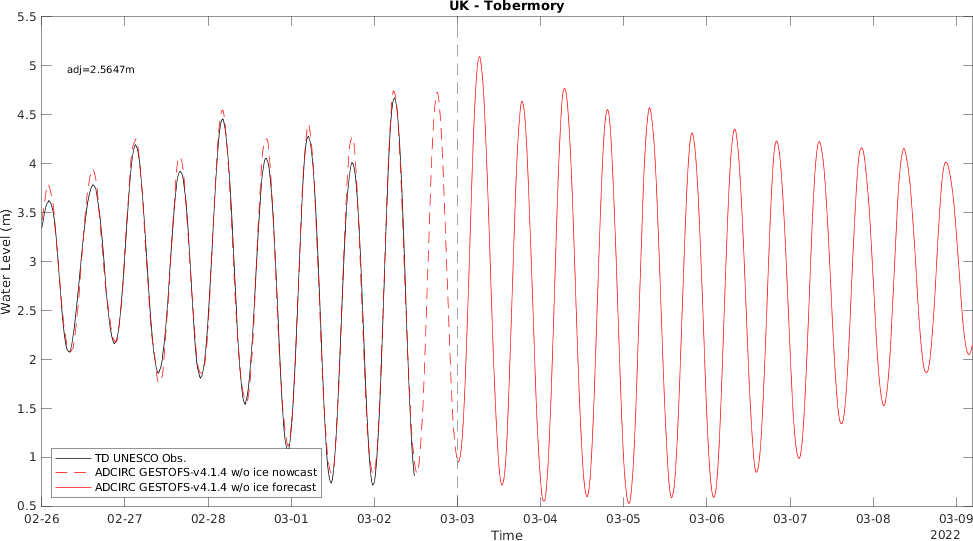 UK - Tobermory
5.5
5
4.5
4
3.5
3
2.5
2
1.5
1
0.5
Water Level (m)
adj=2.5647m
TD UNESCO Obs.
ADCIRC GESTOFS-v4.1.4 w/o ice nowcast
ADCIRC GESTOFS-v4.1.4 w/o ice forecast
02-26 02-27 02-28 03-01 03-02 03-03 03-04 03-05 03-06 03-07 03-08 03-09
Time
2022